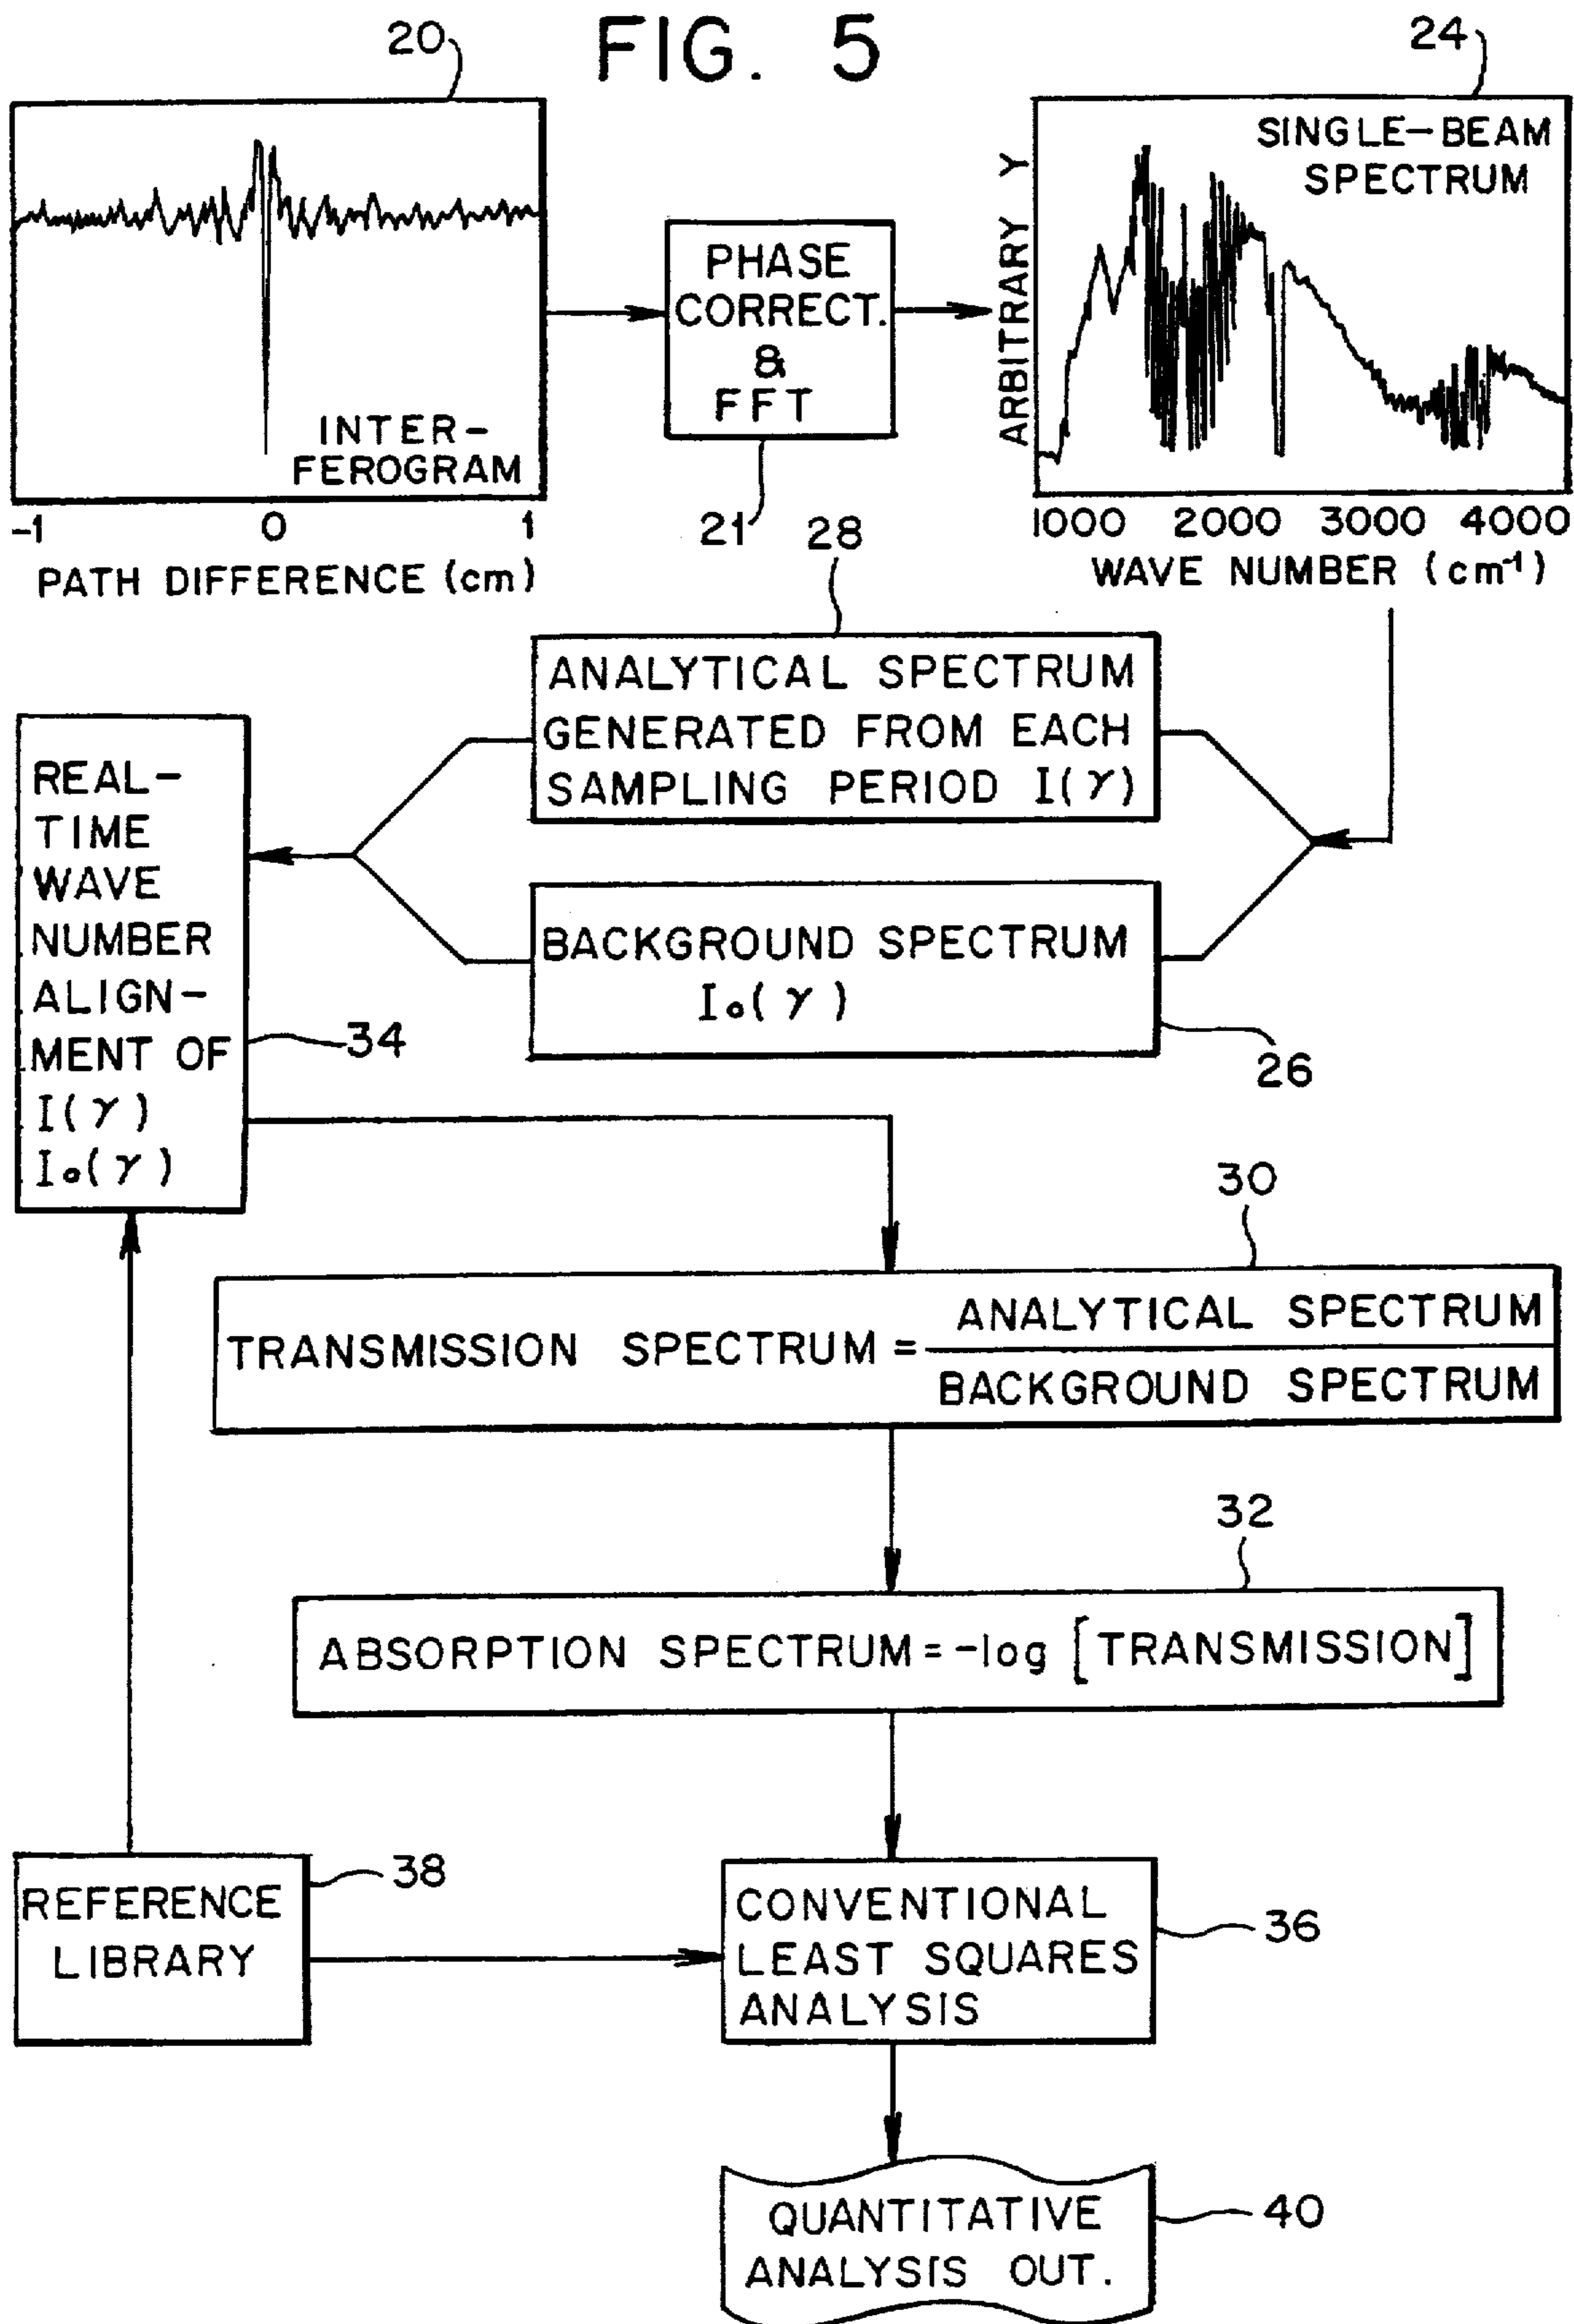 FIG. 5
20
INTER-
FEROGRAM
-1 0 1
PATH DIFFERENCE (cm)
PHASE
CORRECT.
&
FFT
21
24
SINGLE-BEAM
SPECTRUM
ARBITRARY Y
1000 2000 3000 4000
WAVE NUMBER (cm⁻¹)
28
ANALYTICAL SPECTRUM
GENERATED FROM EACH
SAMPLING PERIOD I(γ)
BACKGROUND SPECTRUM
I₀(γ)
26
REAL-
TIME
WAVE
NUMBER
ALIGN-
MENT OF
I(γ)
I₀(γ)
34
30
TRANSMISSION SPECTRUM =
ANALYTICAL SPECTRUM
BACKGROUND SPECTRUM
32
ABSORPTION SPECTRUM = -log [TRANSMISSION]
REFERENCE
LIBRARY
38
CONVENTIONAL
LEAST SQUARES
ANALYSIS
36
QUANTITATIVE
ANALYSIS OUT.
40